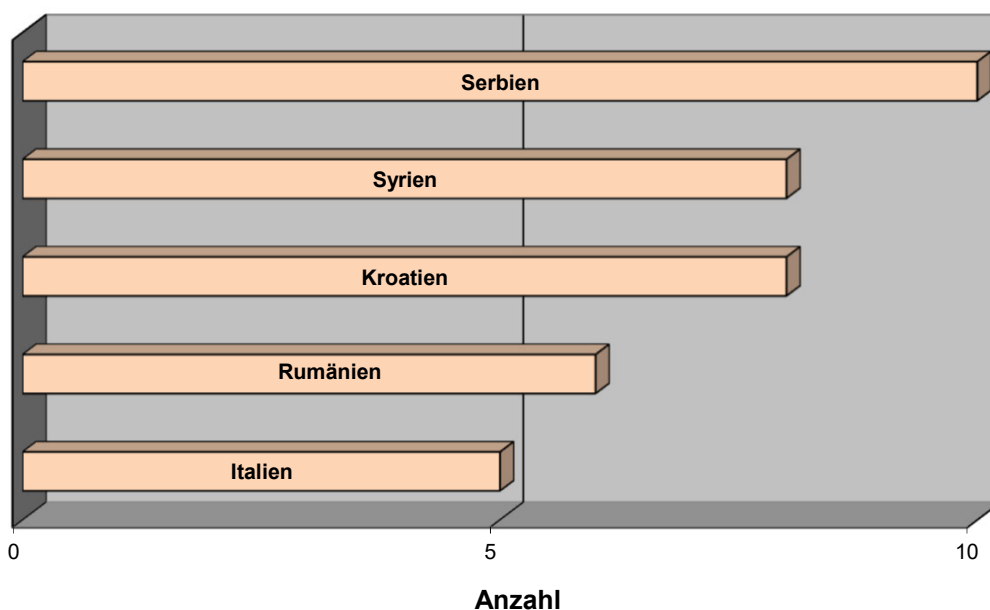 Serbien
Syrien
Kroatien
Rumänien
Italien
0 5 10
Anzahl